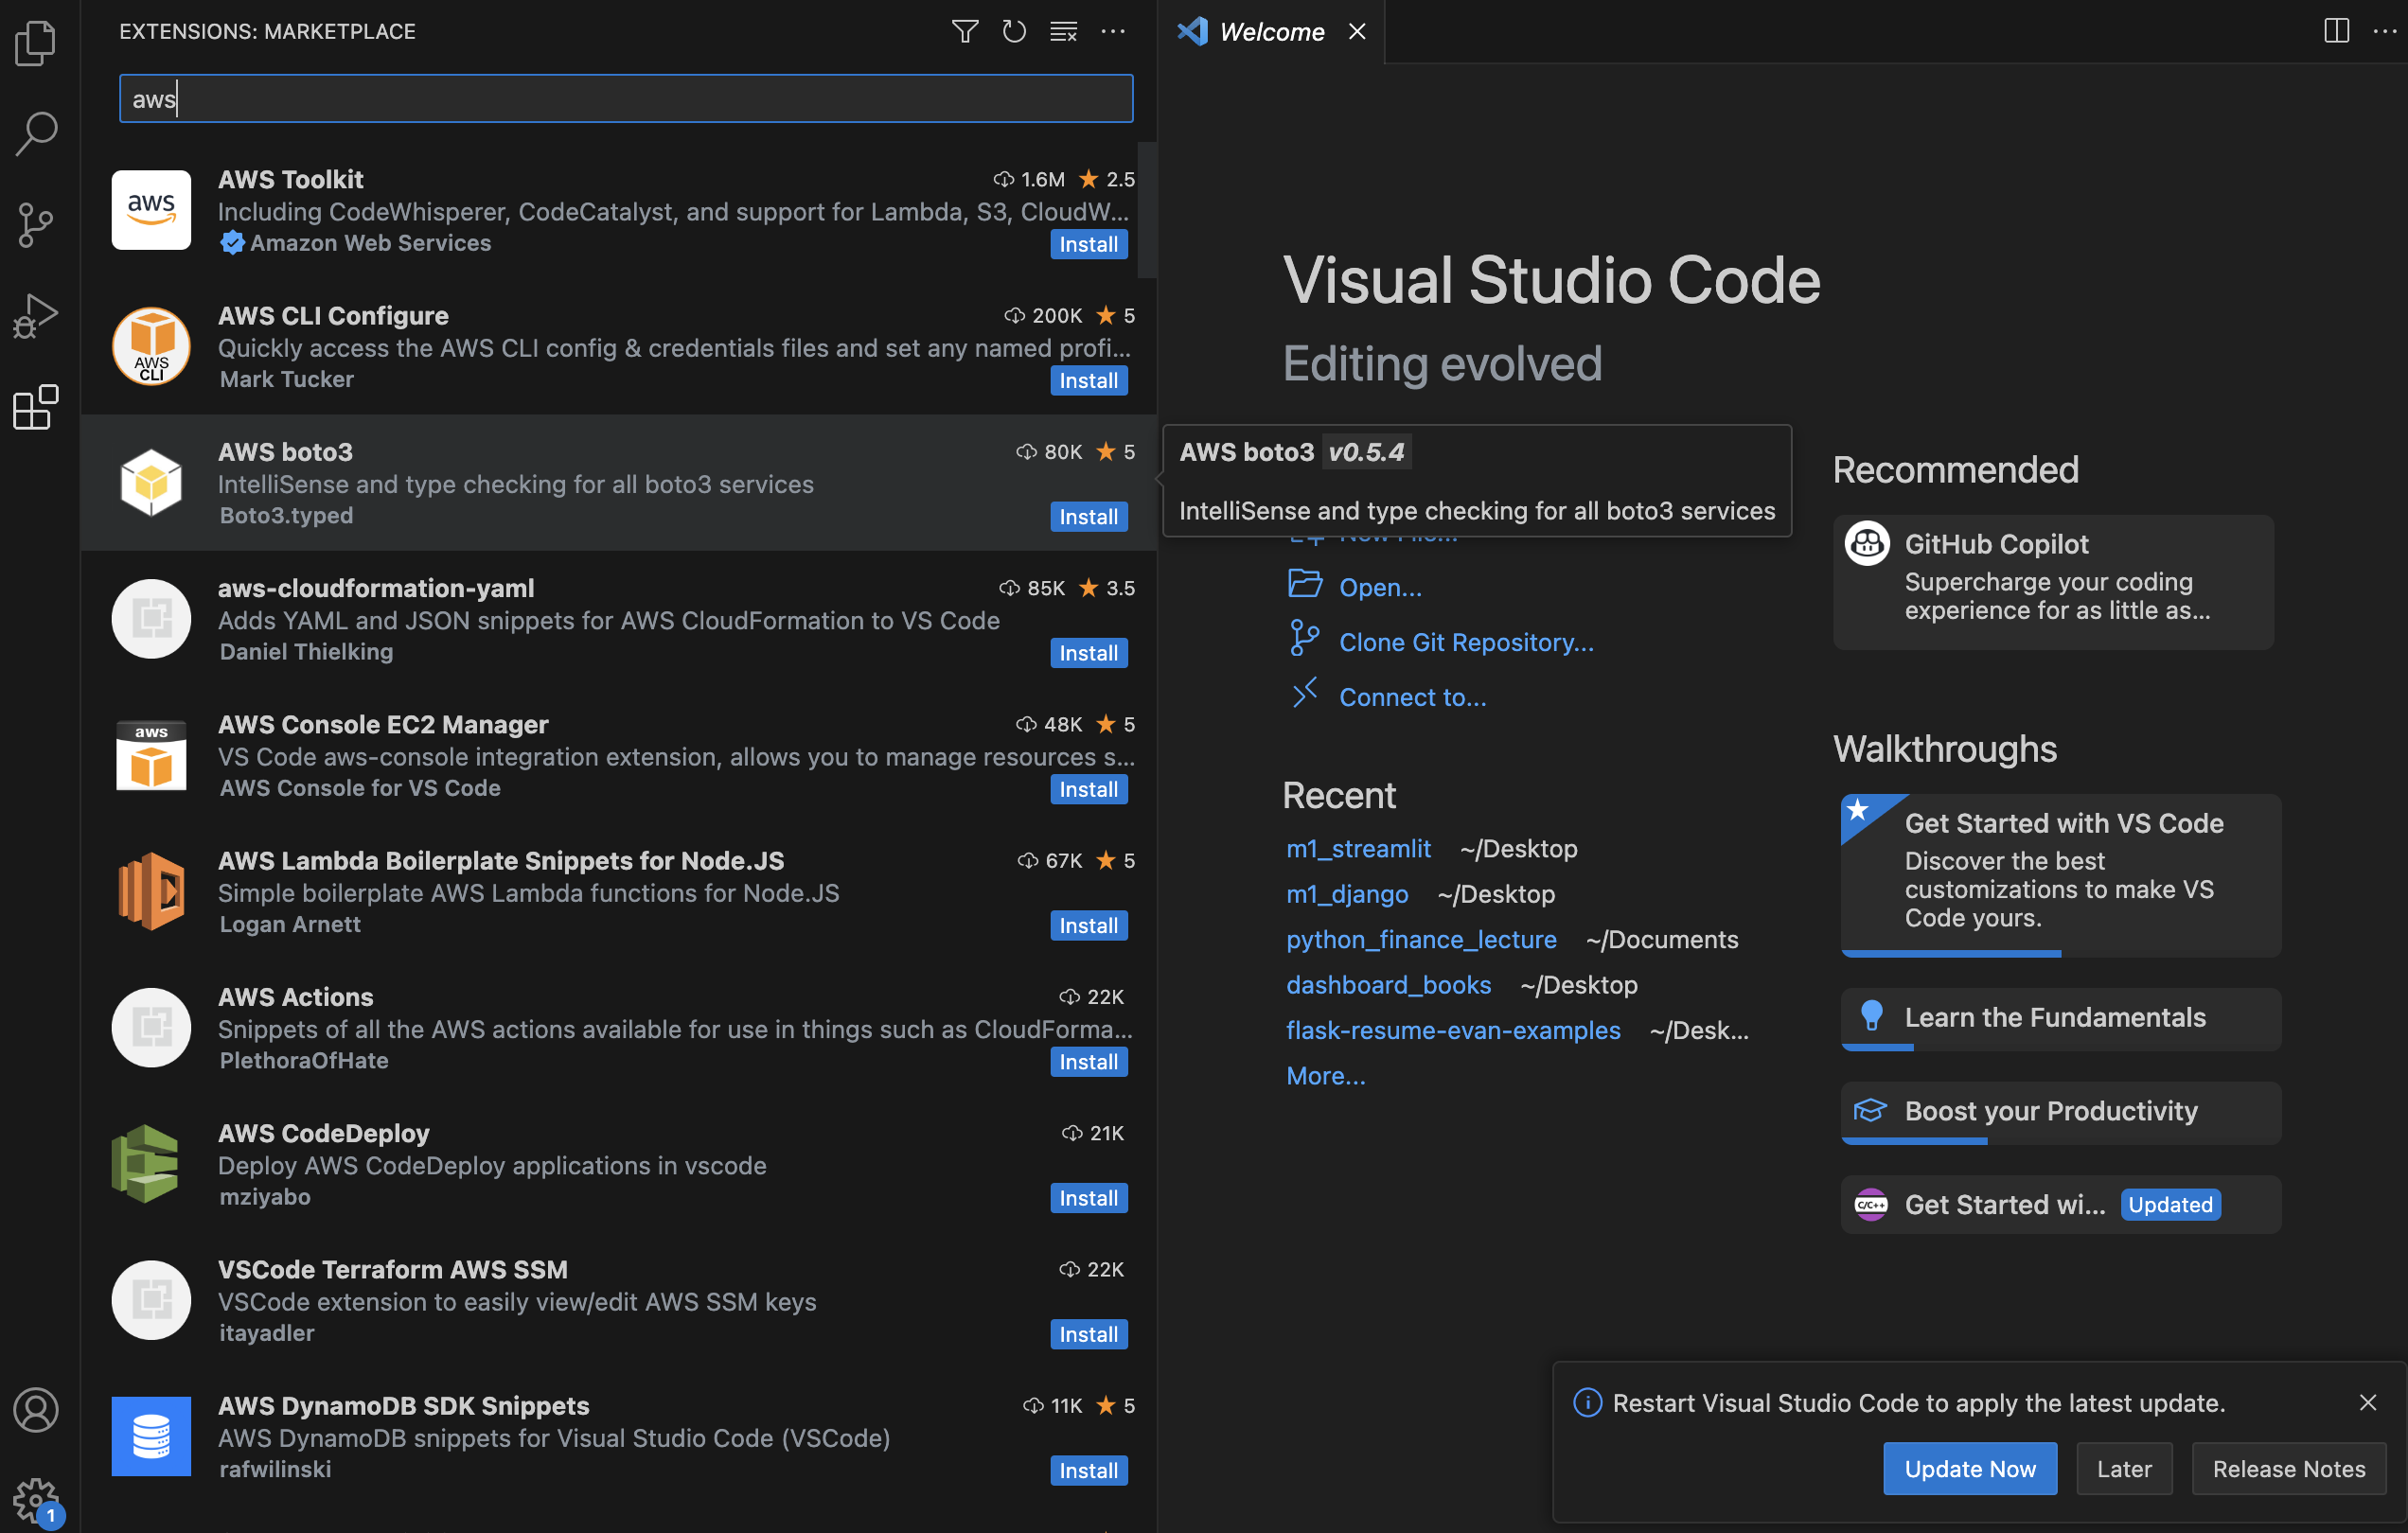 EXTENSIONS: MARKETPLACE
aws
aws
AWS Toolkit 1.6M 2.5
Including CodeWhisperer, CodeCatalyst, and support for Lambda, S3, CloudW...
Amazon Web Services Install
AWS CLI
AWS CLI Configure 200K 5
Quickly access the AWS CLI config & credentials files and set any named profi...
Mark Tucker Install
AWS boto3 80K 5
IntelliSense and type checking for all boto3 services
Boto3.typed Install
aws-cloudformation-yaml 85K 3.5
Adds YAML and JSON snippets for AWS CloudFormation to VS Code
Daniel Thielking Install
aws
AWS Console EC2 Manager 48K 5
VS Code aws-console integration extension, allows you to manage resources s...
AWS Console for VS Code Install
AWS Lambda Boilerplate Snippets for Node.JS 67K 5
Simple boilerplate AWS Lambda functions for Node.JS
Logan Arnett Install
AWS Actions 22K
Snippets of all the AWS actions available for use in things such as CloudForma...
PlethoraOfHate Install
AWS CodeDeploy 21K
Deploy AWS CodeDeploy applications in vscode
mziyabo Install
VSCode Terraform AWS SSM 22K
VSCode extension to easily view/edit AWS SSM keys
itayadler Install
AWS DynamoDB SDK Snippets 11K 5
AWS DynamoDB snippets for Visual Studio Code (VSCode)
rafwilinski Install
1
Welcome
Visual Studio Code
Editing evolved
AWS boto3 v0.5.4
IntelliSense and type checking for all boto3 services
New File...
Open...
Clone Git Repository...
Connect to...
Recent
m1_streamlit ~/Desktop
m1_django ~/Desktop
python_finance_lecture ~/Documents
dashboard_books ~/Desktop
flask-resume-evan-examples ~/Desk...
More...
Recommended
GitHub Copilot
Supercharge your coding
experience for as little as...
Walkthroughs
Get Started with VS Code
Discover the best
customizations to make VS
Code yours.
Learn the Fundamentals
Boost your Productivity
C/C++
Get Started wi... Updated
Restart Visual Studio Code to apply the latest update.
Update Now Later Release Notes